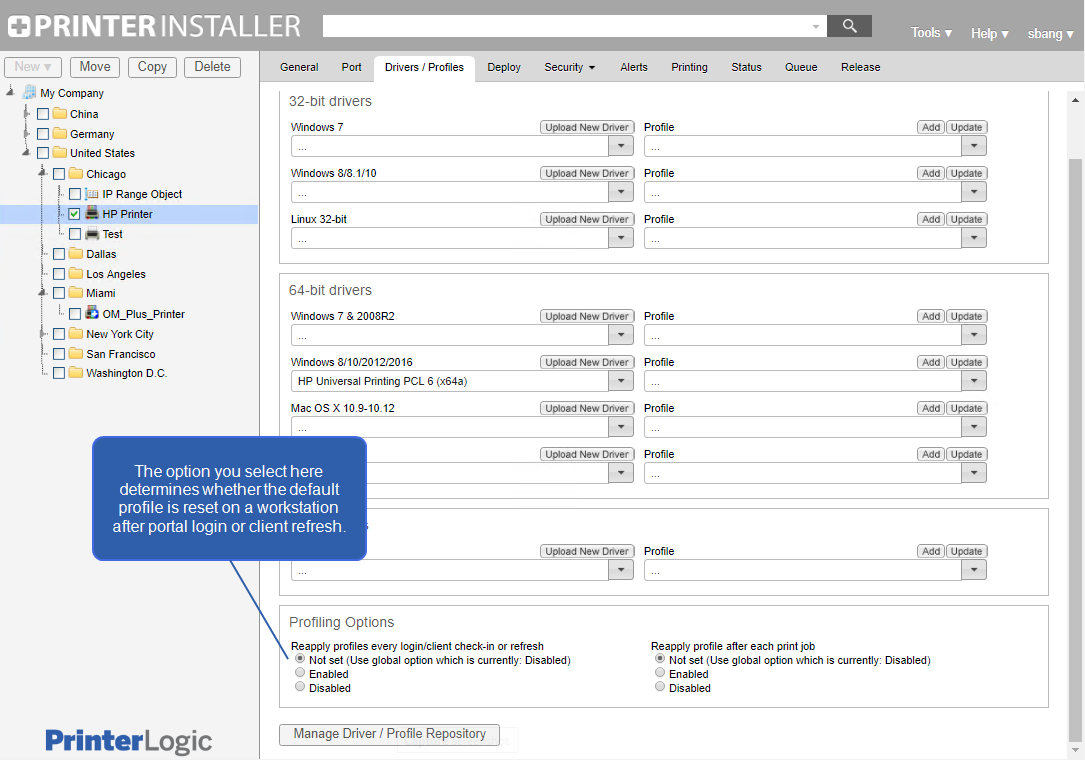 PRINTERINSTALLER
Tools ▾ Help ▾ sbang ▾
New ▾ Move Copy Delete
General Port Drivers / Profiles Deploy Security ▾ Alerts Printing Status Queue Release
My Company
China
Germany
United States
Chicago
IP Range Object
HP Printer
Test
Dallas
Los Angeles
Miami
OM_Plus_Printer
New York City
San Francisco
Washington D.C.
32-bit drivers
Windows 7 Upload New Driver Profile Add Update
... ...
Windows 8/8.1/10 Upload New Driver Profile Add Update
... ...
Linux 32-bit Upload New Driver Profile Add Update
... ...
64-bit drivers
Windows 7 & 2008R2 Upload New Driver Profile Add Update
... ...
Windows 8/10/2012/2016 Upload New Driver Profile Add Update
HP Universal Printing PCL 6 (x64a) ...
Mac OS X 10.9-10.12 Upload New Driver Profile Add Update
... ...
Upload New Driver Profile Add Update
...
The option you select here
determines whether the default
profile is reset on a workstation
after portal login or client refresh.
Upload New Driver Profile Add Update
... ...
Profiling Options
Reapply profiles every login/client check-in or refresh
Not set (Use global option which is currently: Disabled)
Enabled
Disabled
Reapply profile after each print job
Not set (Use global option which is currently: Disabled)
Enabled
Disabled
Manage Driver / Profile Repository
PrinterLogic